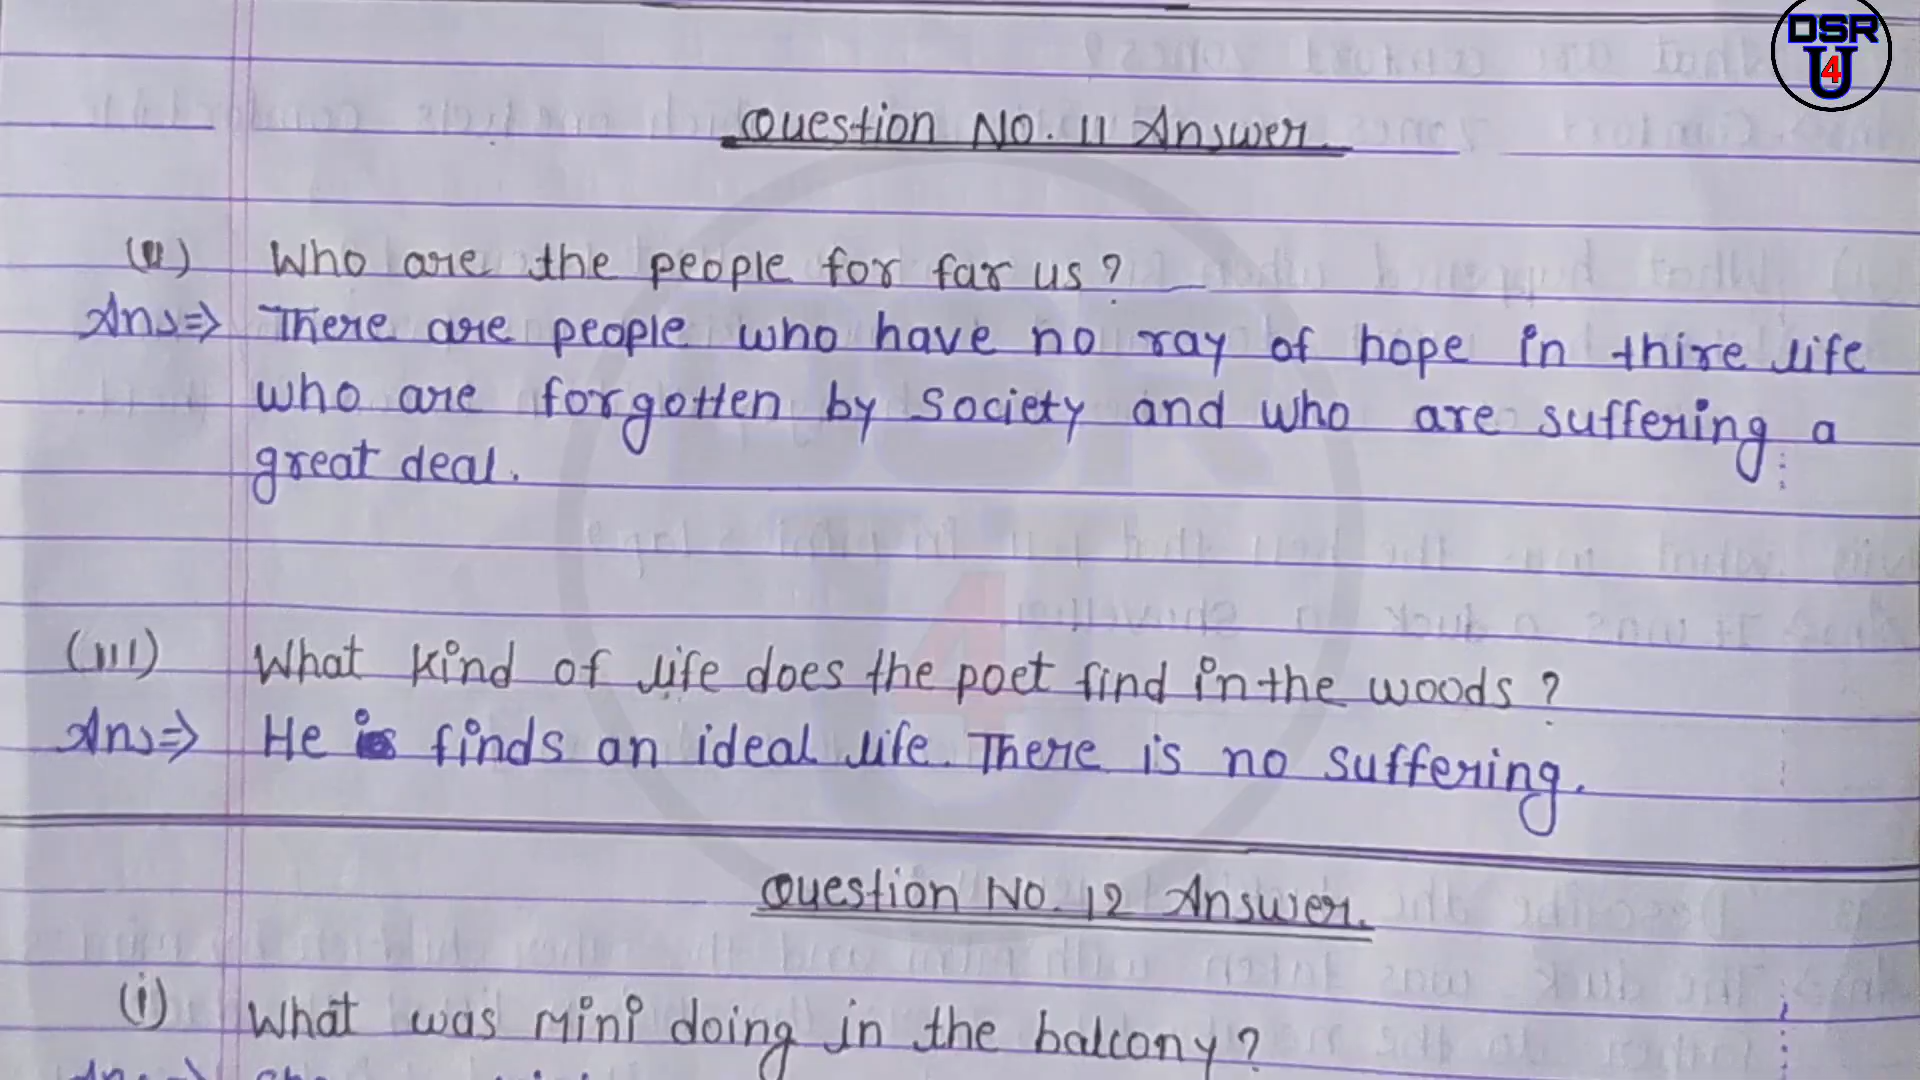 DSR
U
4
Question No. 11 Answer.
(ii) Who are the people for far us?
Ans⇒ There are people who have no ray of hope in thire life
who are forgotten by society and who are suffering a
great deal.
(iii) What kind of life does the poet find in the woods?
Ans⇒ He is finds an ideal life. There is no suffering.
Question No. 12 Answer.
(i) What was Mini doing in the balcony?